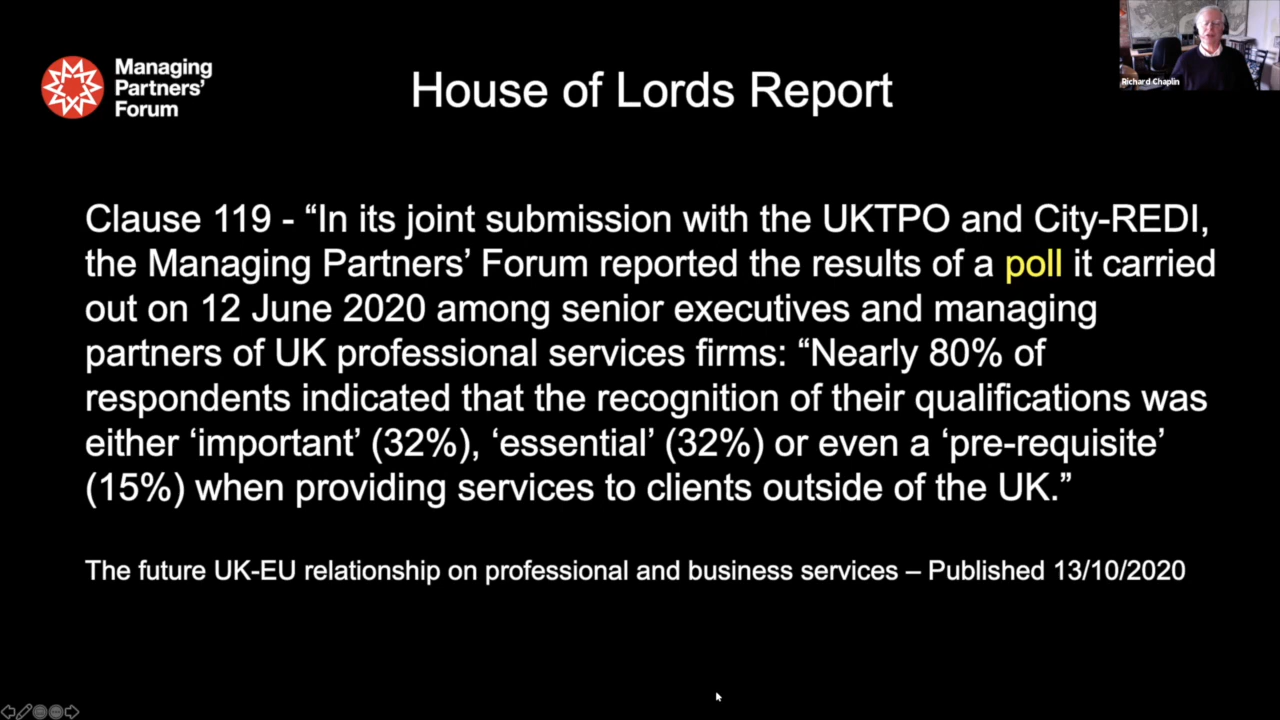 Managing
Partners'
Forum
House of Lords Report
Richard Chaplin
Clause 119 - “In its joint submission with the UKTPO and City-REDI,
the Managing Partners’ Forum reported the results of a poll it carried
out on 12 June 2020 among senior executives and managing
partners of UK professional services firms: “Nearly 80% of
respondents indicated that the recognition of their qualifications was
either ‘important’ (32%), ‘essential’ (32%) or even a ‘pre-requisite’
(15%) when providing services to clients outside of the UK.”
The future UK-EU relationship on professional and business services – Published 13/10/2020